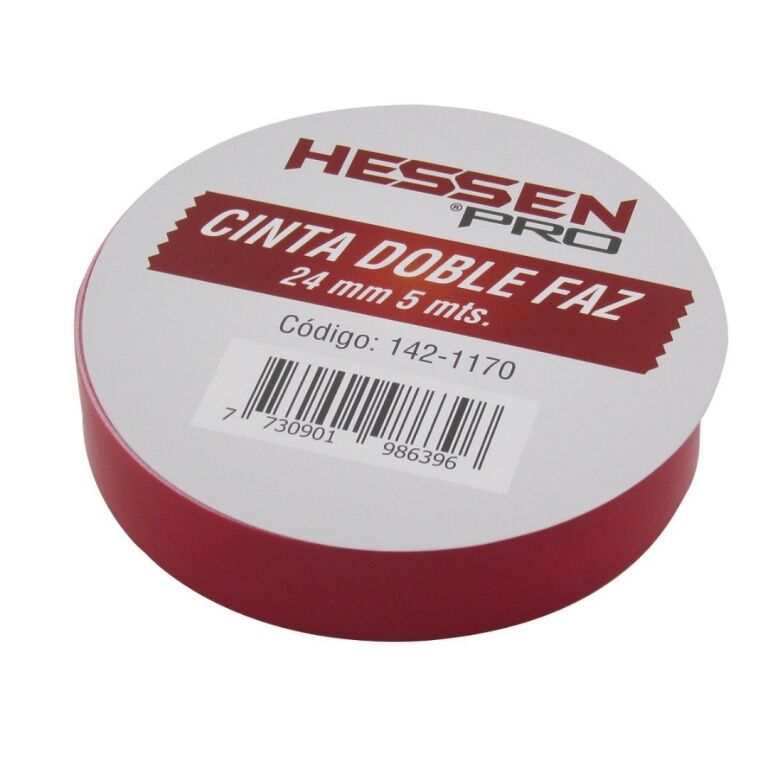 HESSEN
®PRO
CINTA DOBLE FAZ
24 mm 5 mts.
Código: 142-1170
7 730901 986396